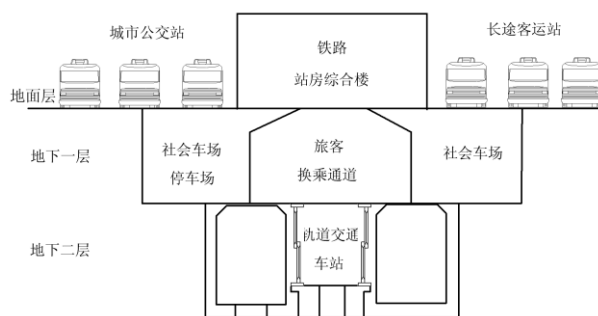 城市公交站
铁路
站房综合楼
长途客运站
地面层
地下一层
社会车场
停车场
旅客
换乘通道
社会车场
地下二层
轨道交通
车站